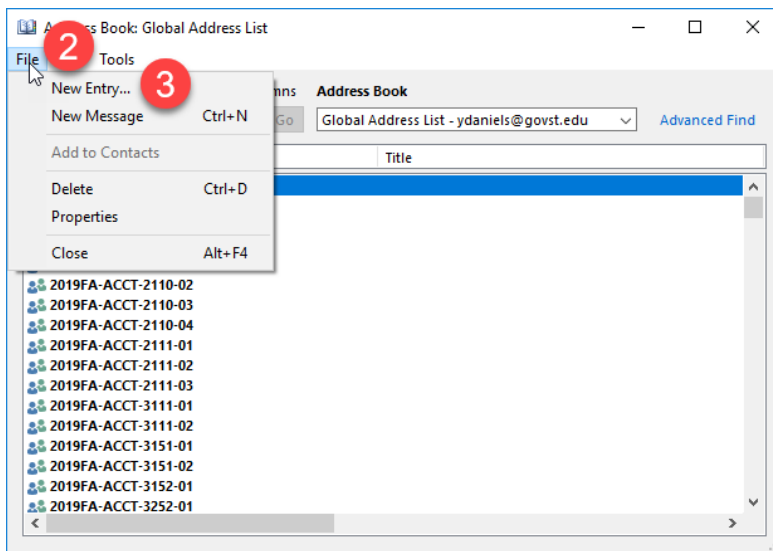 A ss Book: Global Address List
File Tools
2
New Entry... 3
mns Address Book
New Message Ctrl+N
Go Global Address List - ydaniels@govst.edu Advanced Find
Add to Contacts
Title
Delete Ctrl+D
Properties
Close Alt+F4
2019FA-ACCT-2110-02
2019FA-ACCT-2110-03
2019FA-ACCT-2110-04
2019FA-ACCT-2111-01
2019FA-ACCT-2111-02
2019FA-ACCT-2111-03
2019FA-ACCT-3111-01
2019FA-ACCT-3111-02
2019FA-ACCT-3151-01
2019FA-ACCT-3151-02
2019FA-ACCT-3152-01
2019FA-ACCT-3252-01